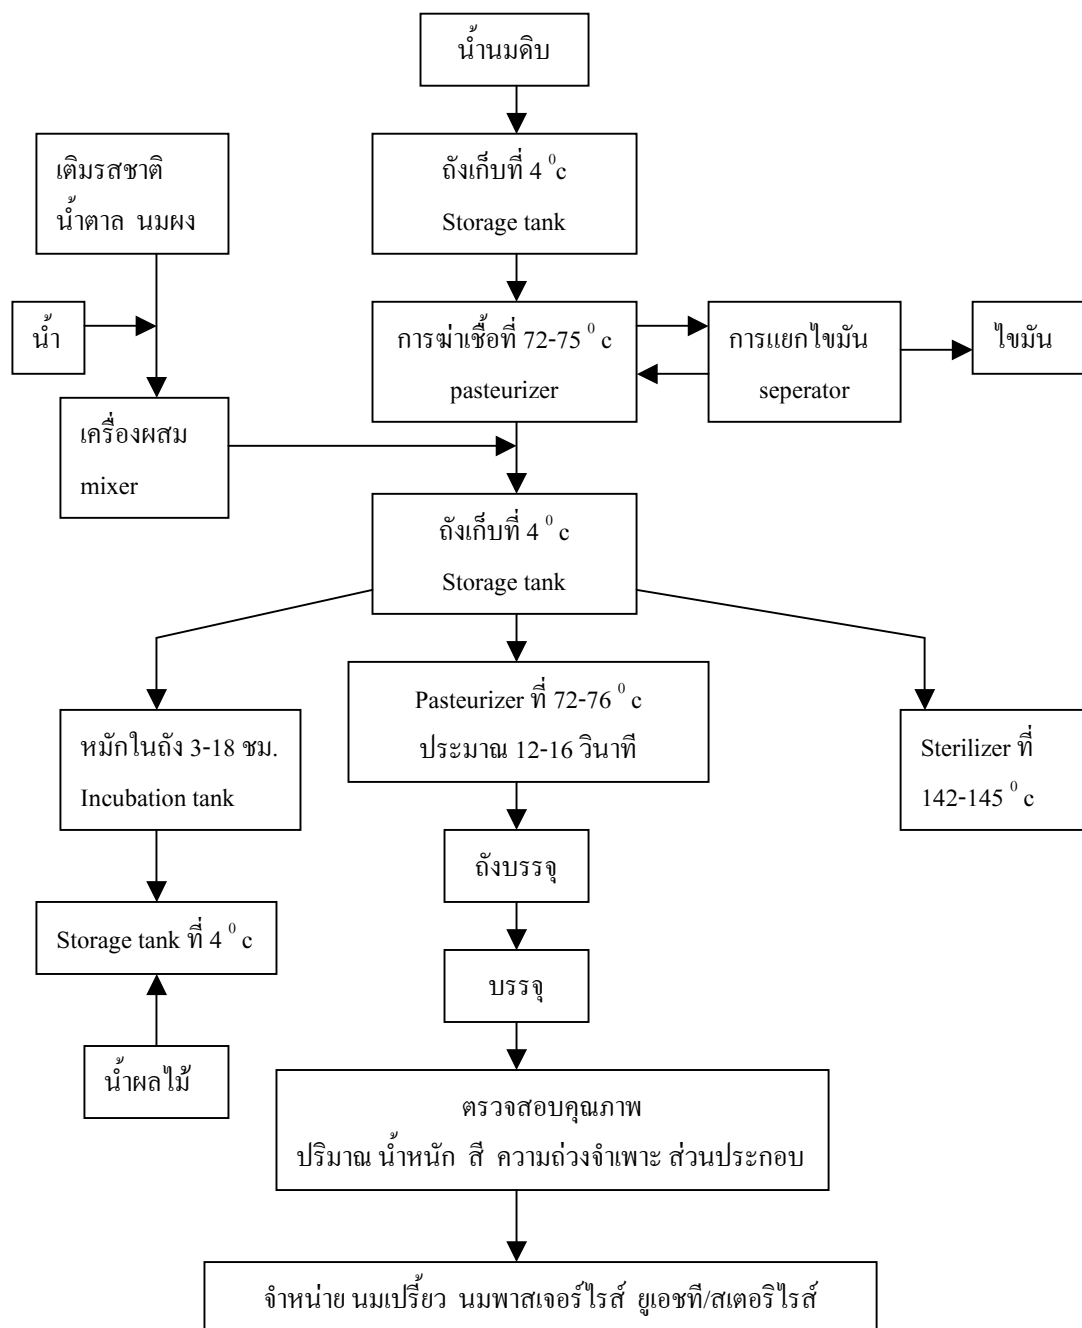 น้ำนมดิบ
เติมรสชาติ
น้ำตาล นมผง
ถังเก็บที่ 4 ⁰c
Storage tank
น้ำ
การฆ่าเชื้อที่ 72-75 ⁰ c
pasteurizer
การแยกไขมัน
seperator
ไขมัน
เครื่องผสม
mixer
ถังเก็บที่ 4 ⁰ c
Storage tank
หมักในถัง 3-18 ชม.
Incubation tank
Pasteurizer ที่ 72-76 ⁰ c
ประมาณ 12-16 วินาที
Sterilizer ที่
142-145 ⁰ c
ถังบรรจุ
Storage tank ที่ 4 ⁰ c
บรรจุ
น้ำผลไม้
ตรวจสอบคุณภาพ
ปริมาณ น้ำหนัก สี ความถ่วงจำเพาะ ส่วนประกอบ
จำหน่าย นมเปรี้ยว นมพาสเจอร์ไรส์ ยูเอชที/สเตอริไรส์